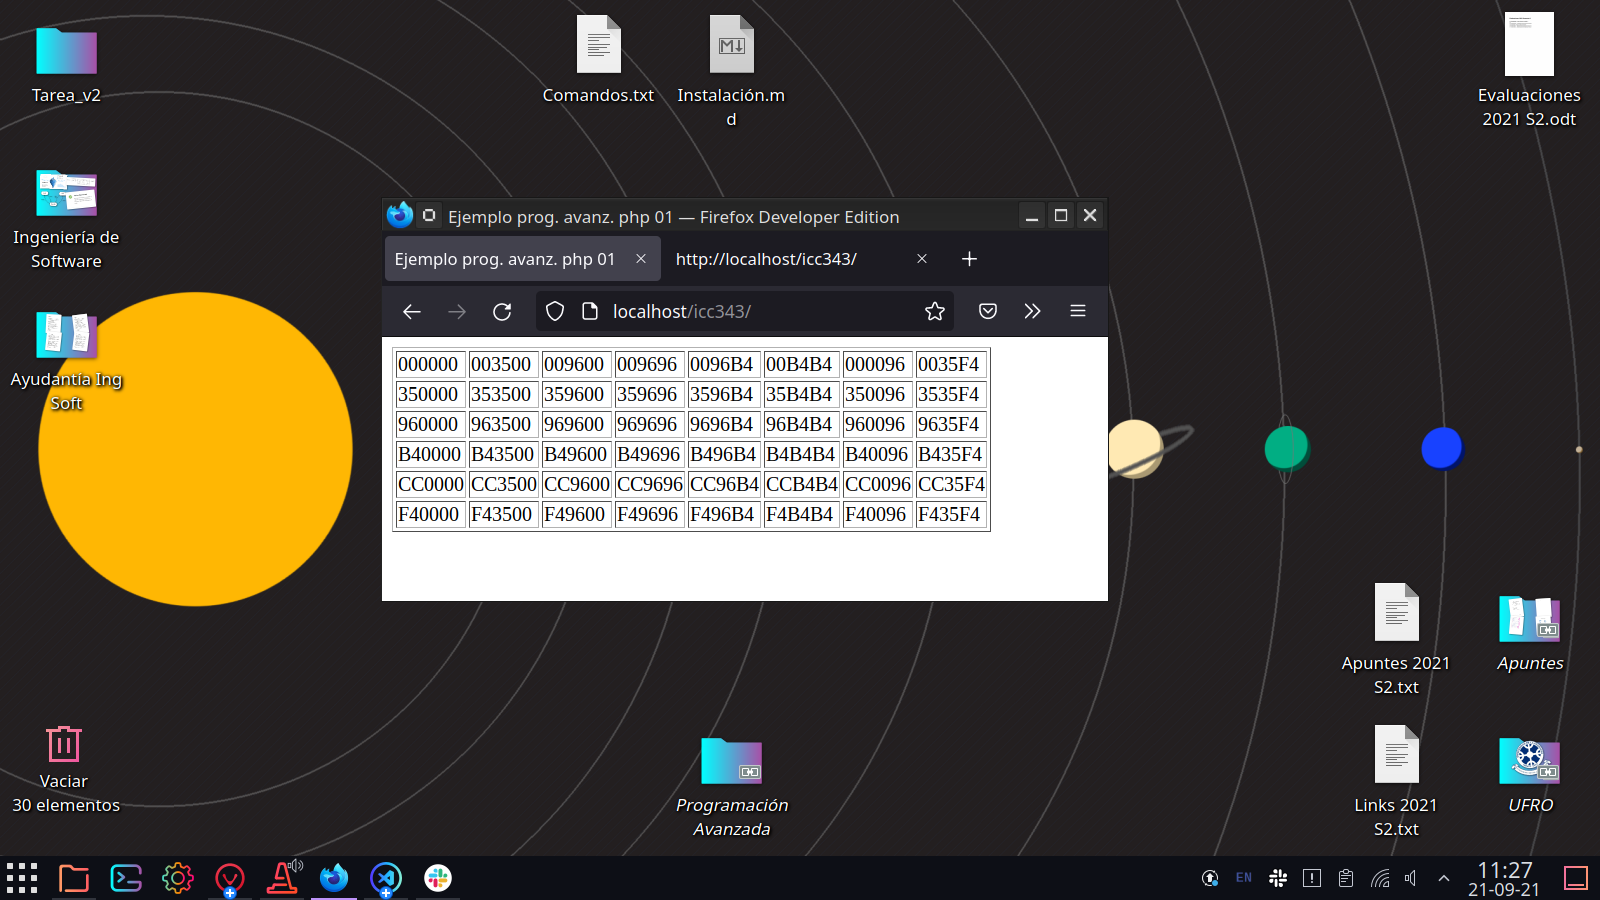 Tarea_v2
Comandos.txt
Instalación.m
d
Evaluaciones
2021 S2.odt
Ingeniería de
Software
Ayudantía Ing
Soft
Ejemplo prog. avanz. php 01 — Firefox Developer Edition
Ejemplo prog. avanz. php 01
http://localhost/icc343/
localhost/icc343/
000000 003500 009600 009696 0096B4 00B4B4 000096 0035F4
350000 353500 359600 359696 3596B4 35B4B4 350096 3535F4
960000 963500 969600 969696 9696B4 96B4B4 960096 9635F4
B40000 B43500 B49600 B49696 B496B4 B4B4B4 B40096 B435F4
CC0000 CC3500 CC9600 CC9696 CC96B4 CCB4B4 CC0096 CC35F4
F40000 F43500 F49600 F49696 F496B4 F4B4B4 F40096 F435F4
Apuntes 2021
S2.txt
Apuntes
Vaciar
30 elementos
Programación
Avanzada
Links 2021
S2.txt
UFRO
EN
11:27
21-09-21